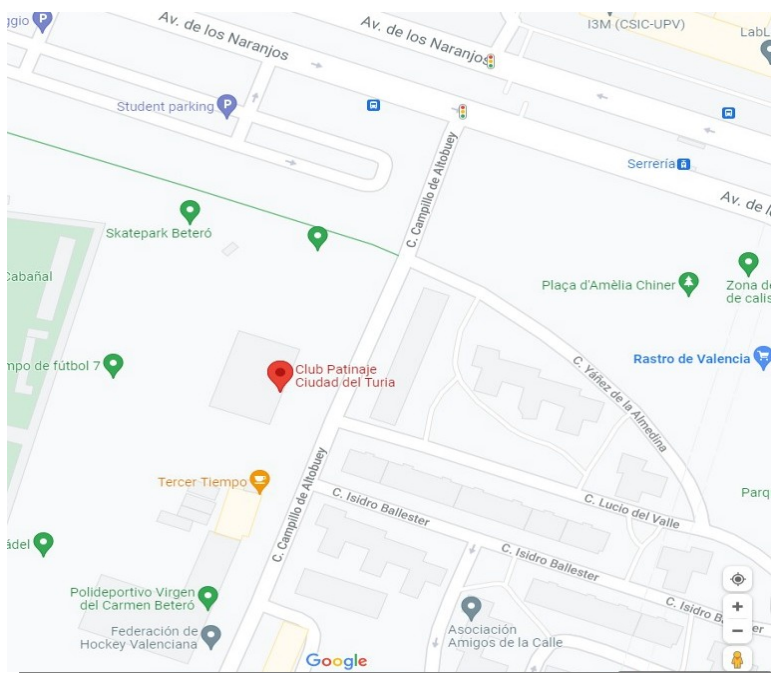 ggio
P
Av. de los Naranjos
Av. de los Naranjos
I3M (CSIC-UPV)
LabL
Student parking
P
Serrería
Av. de los
C. Campillo de Altobuey
Skatepark Beteró
Cabañal
Plaça d'Amèlia Chiner
Zona de
de calis
mpo de fútbol 7
Club Patinaje
Ciudad del Turia
C. Yáñez de la Almedina
Rastro de Valencia
Tercer Tiempo
C. Campillo de Altobuey
C. Isidro Ballester
C. Lucio del Valle
Parq
ádel
C. Isidro Ballester
Polideportivo Virgen
del Carmen Beteró
C. Isidro Ba
Federación de
Hockey Valenciana
Asociación
Amigos de la Calle
Google